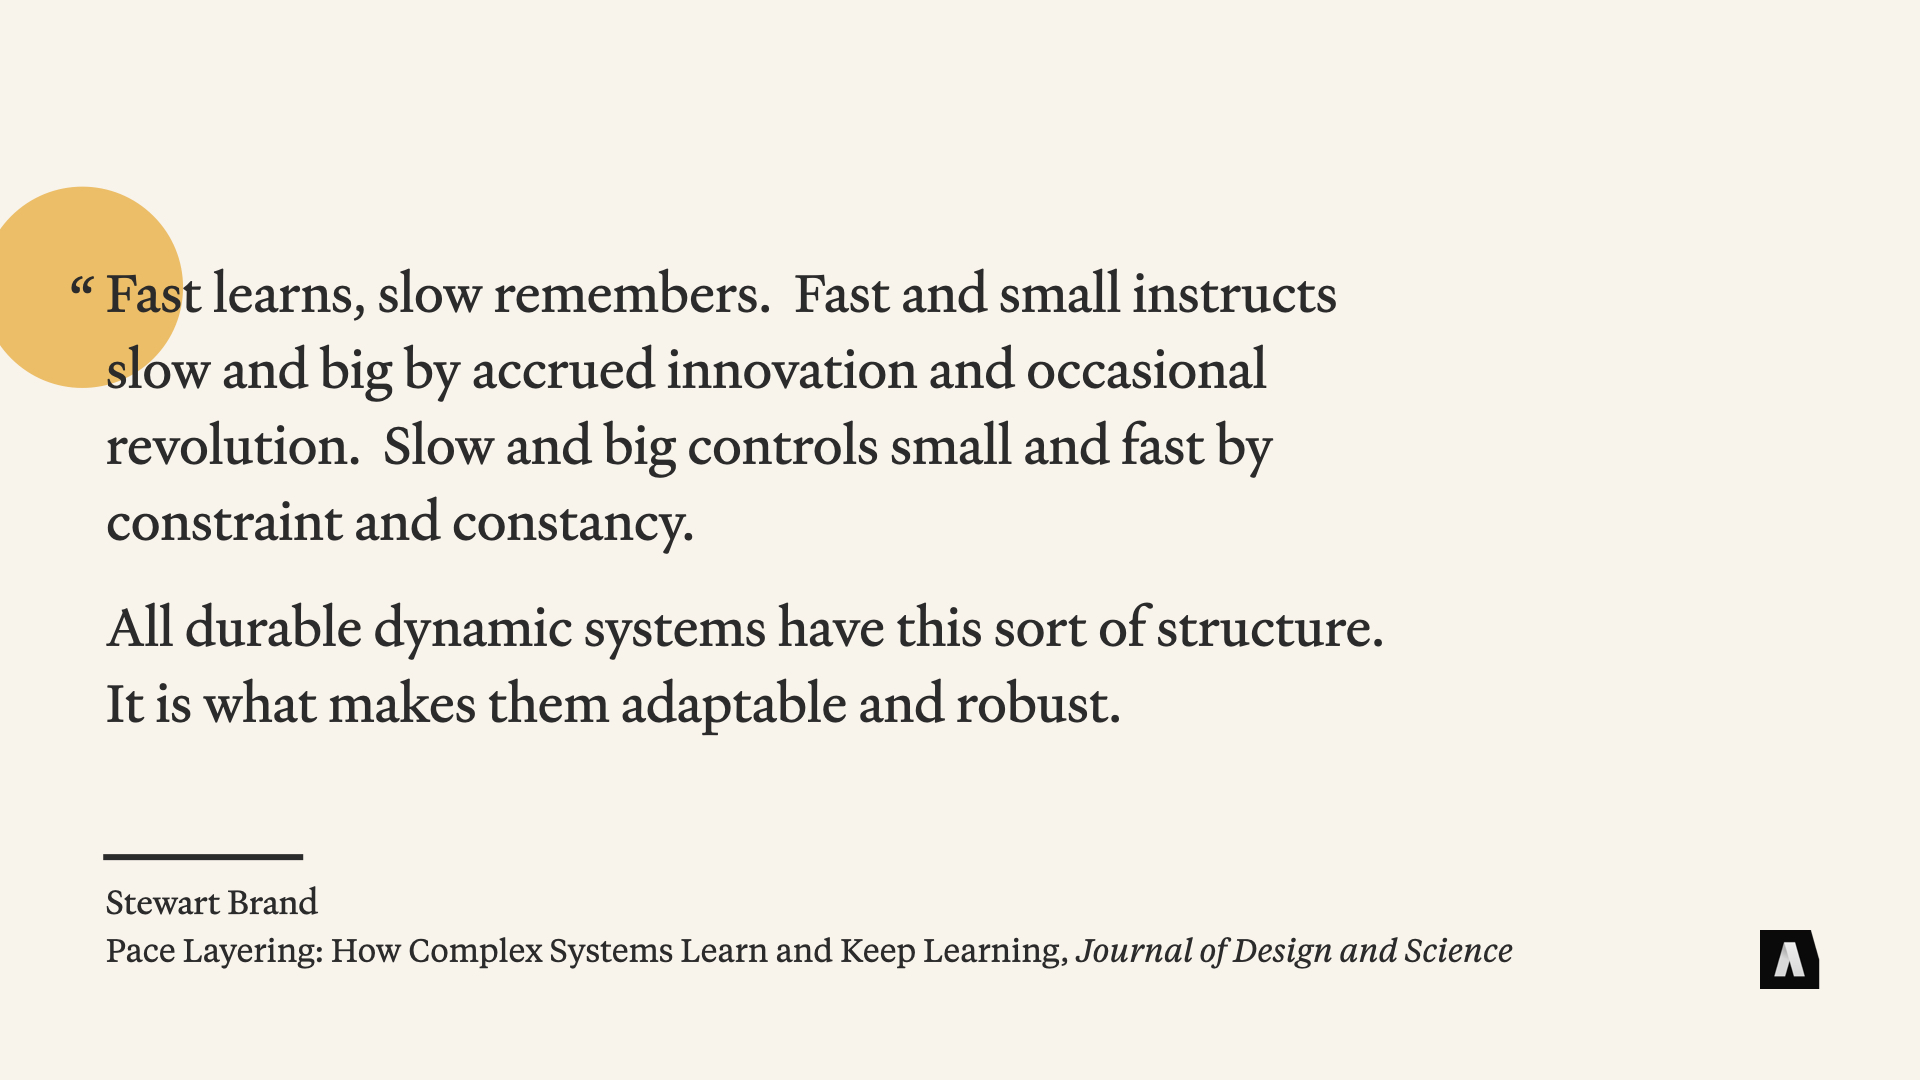 “ Fast learns, slow remembers.  Fast and small instructs
slow and big by accrued innovation and occasional
revolution.  Slow and big controls small and fast by
constraint and constancy.
All durable dynamic systems have this sort of structure.
It is what makes them adaptable and robust.
Stewart Brand
Pace Layering: How Complex Systems Learn and Keep Learning, Journal of Design and Science